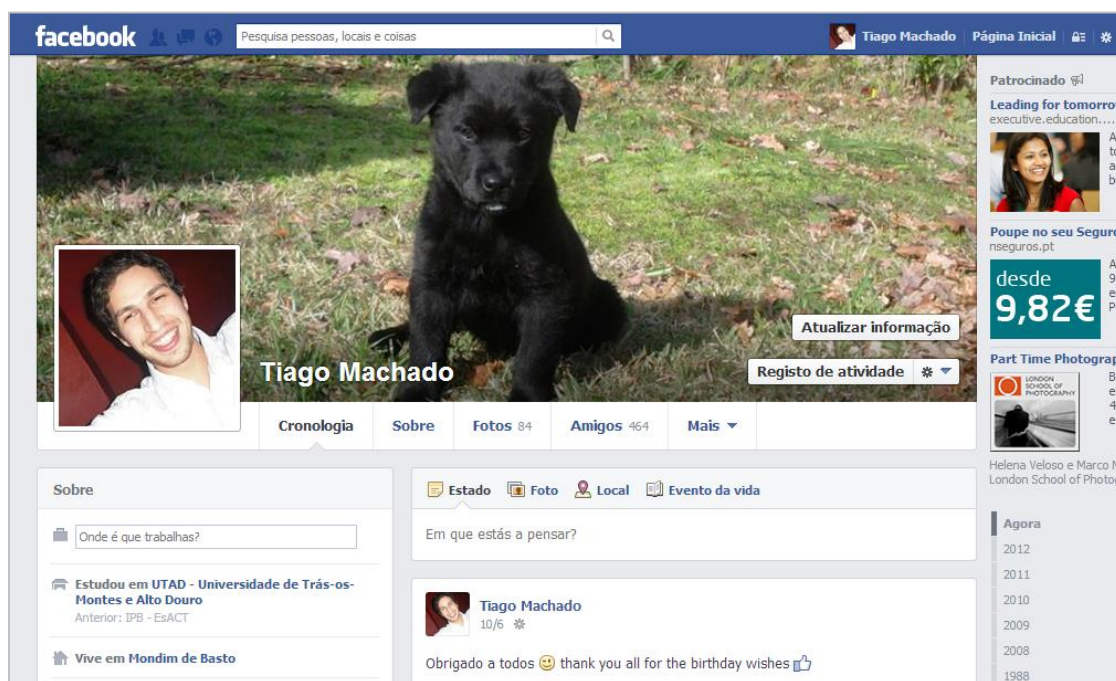 facebook
Pesquisa pessoas, locais e coisas
Tiago Machado
Página Inicial
Tiago Machado
Atualizar informação
Registo de atividade
Cronologia
Sobre
Fotos 84
Amigos 464
Mais
Sobre
Onde é que trabalhas?
Estudou em UTAD - Universidade de Trás-os-
Montes e Alto Douro
Anterior: IPB - EsACT
Vive em Mondim de Basto
Estado
Foto
Local
Evento da vida
Em que estás a pensar?
Tiago Machado
10/6
Obrigado a todos thank you all for the birthday wishes
Patrocinado
Leading for
executive.education....
Poupe no seu
nseguros.pt
desde
9,82€
Part Time
LONDON
SCHOOL OF
PHOTOGRAPHY
Helena Veloso e Marco
London School of
Agora
2012
2011
2010
2009
2008
1988